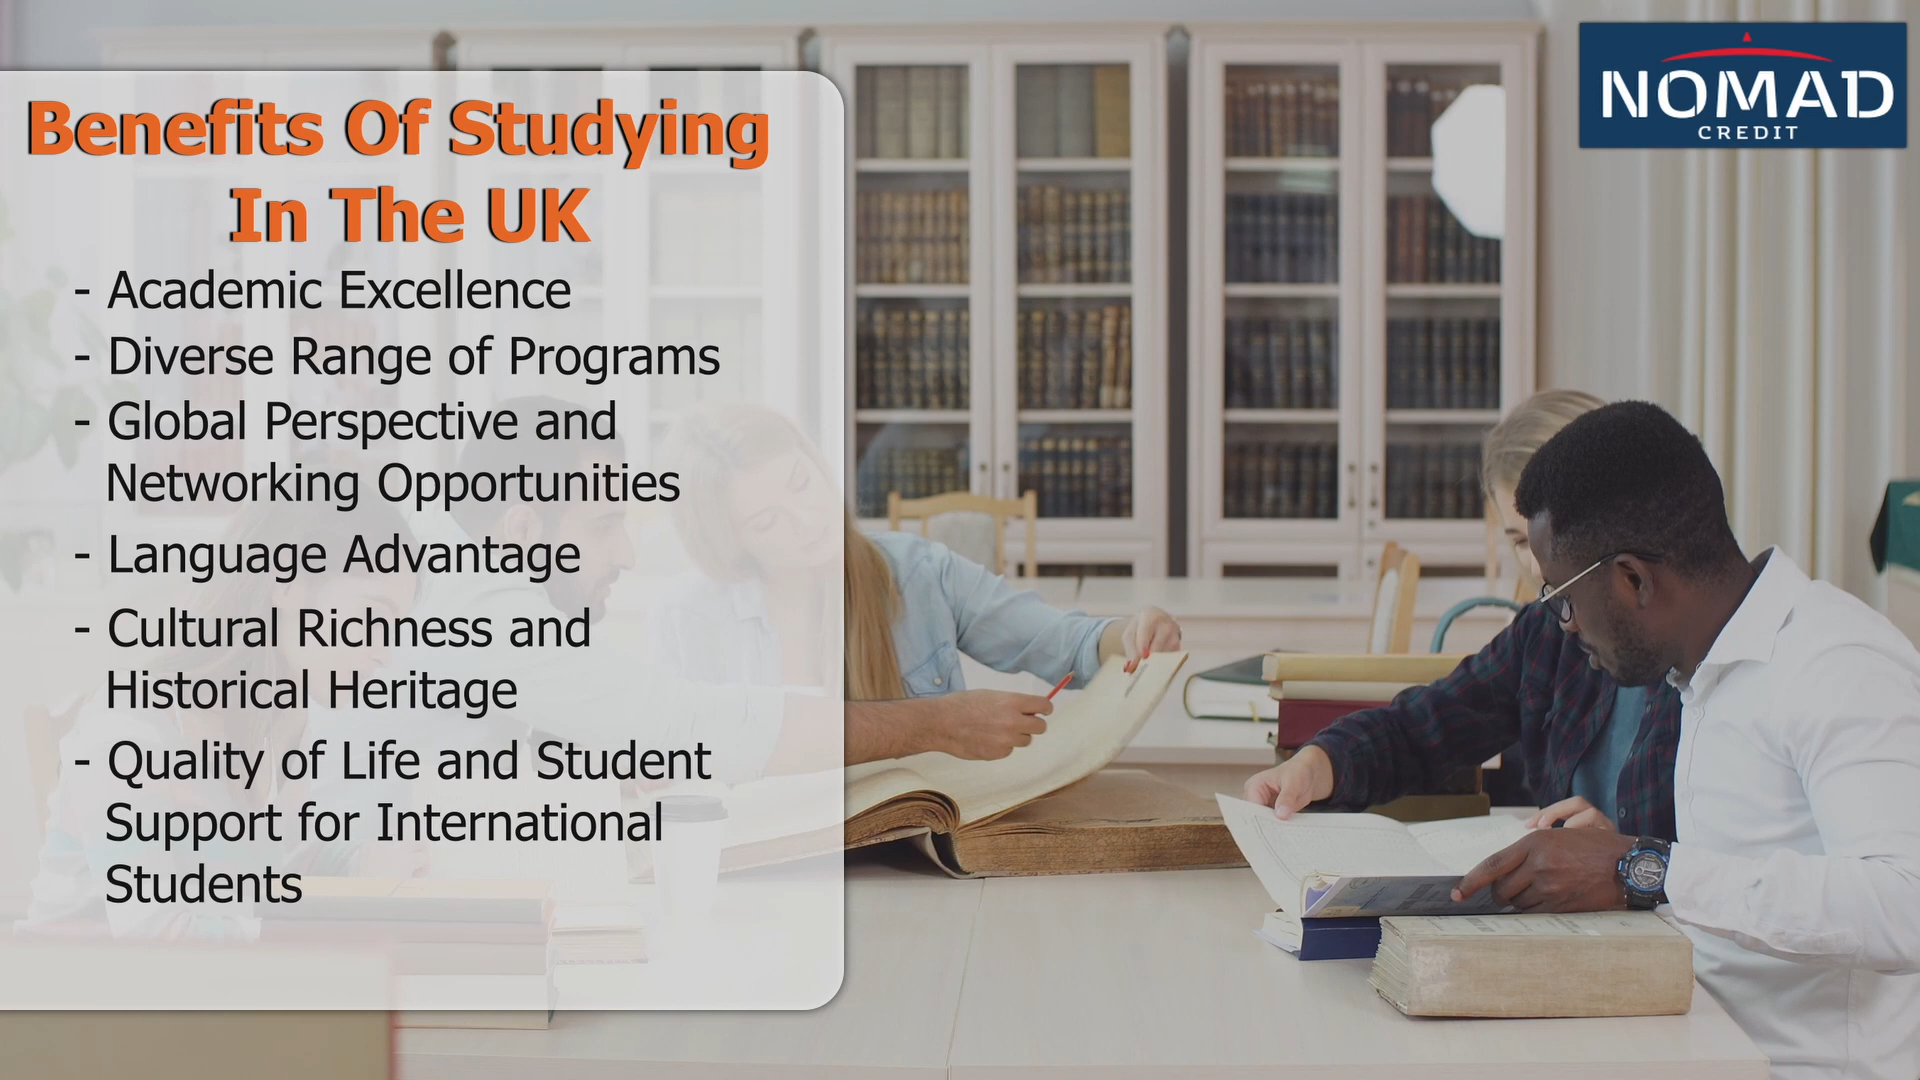 Benefits Of Studying
In The UK
- Academic Excellence
- Diverse Range of Programs
- Global Perspective and
Networking Opportunities
- Language Advantage
- Cultural Richness and
Historical Heritage
- Quality of Life and Student
Support for International
Students
NOMAD
CREDIT